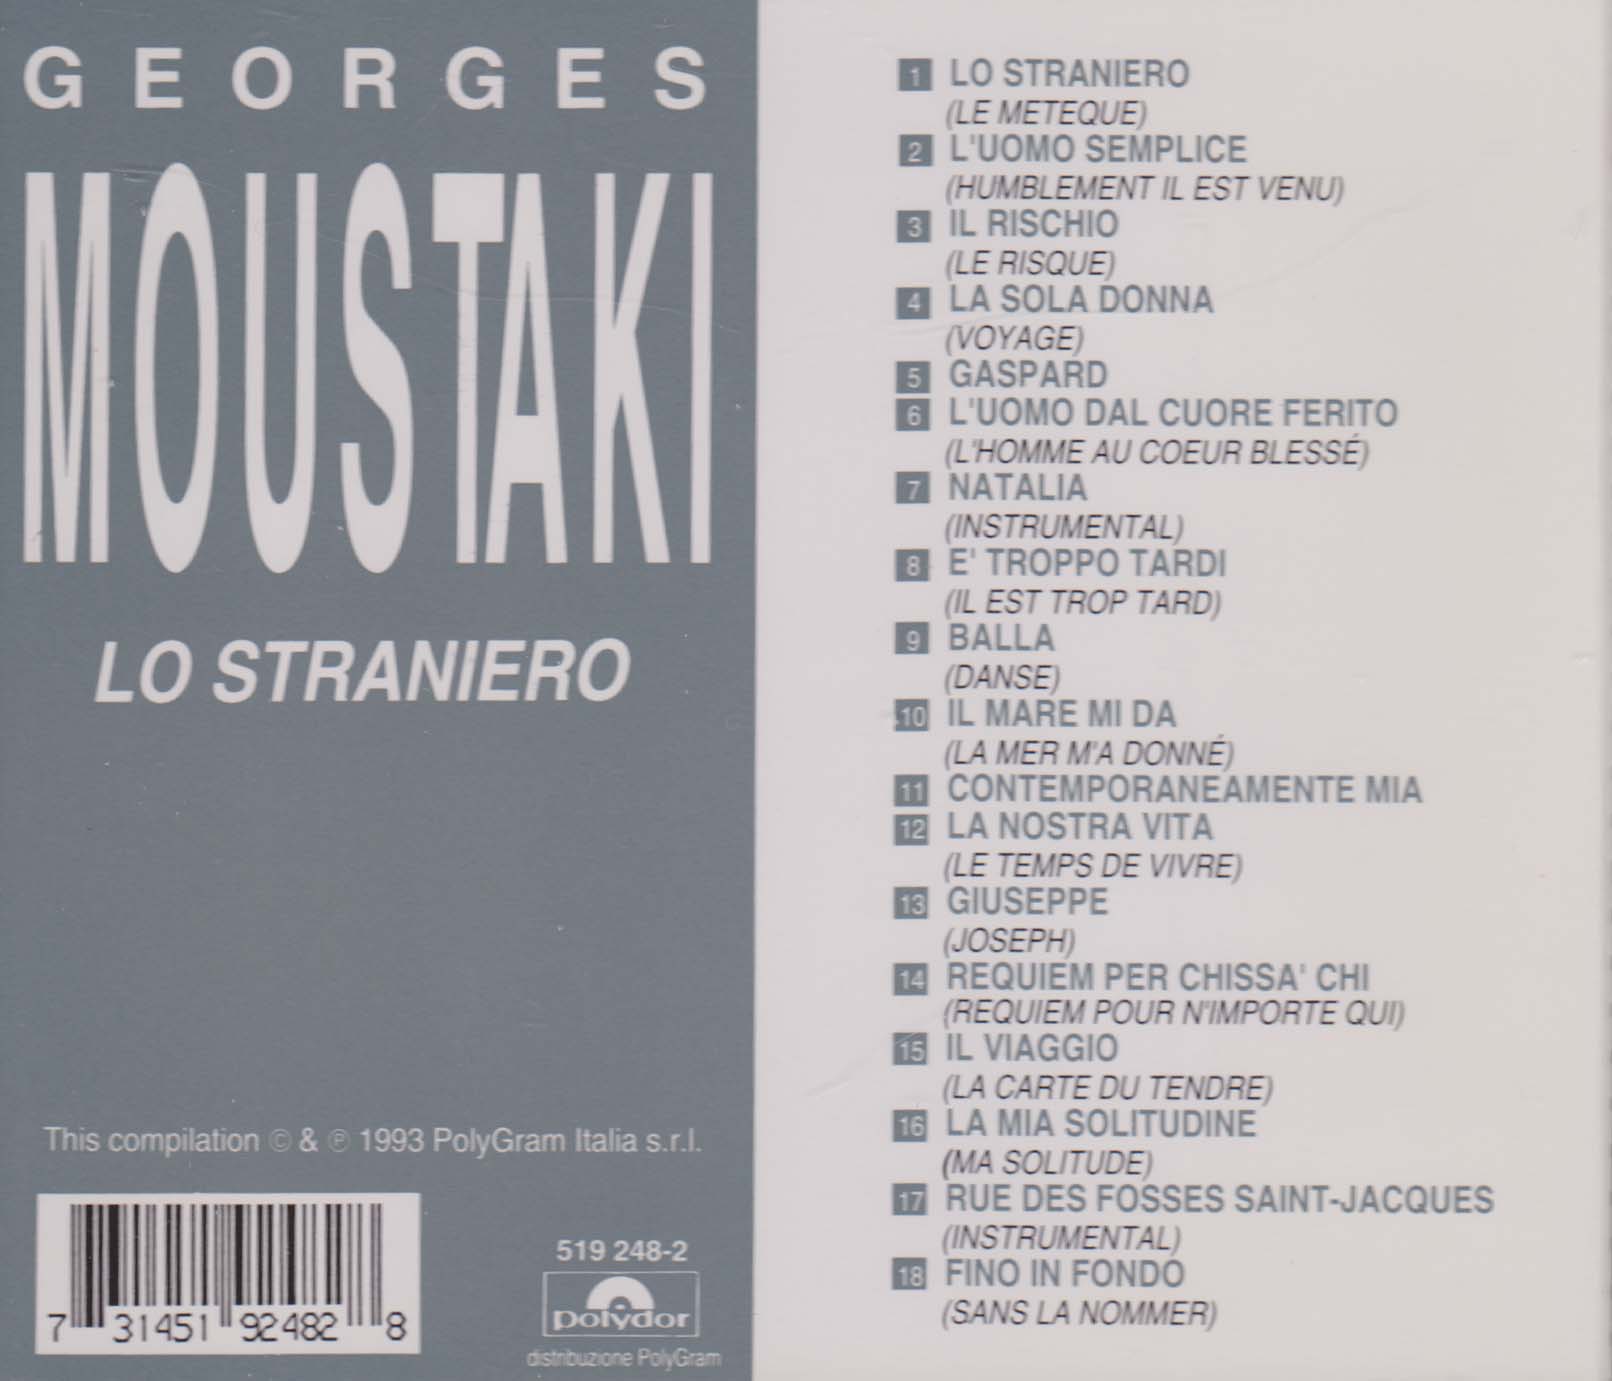 GEORGES
MOUSTAKI
LO STRANIERO
This compilation © & ℗ 1993 PolyGram Italia s.r.l.
7 31451 92482 8
519 248-2
polydor
distribuzione PolyGram
1 LO STRANIERO
(LE METEQUE)
2 L'UOMO SEMPLICE
(HUMBLEMENT IL EST VENU)
3 IL RISCHIO
(LE RISQUE)
4 LA SOLA DONNA
(VOYAGE)
5 GASPARD
6 L'UOMO DAL CUORE FERITO
(L'HOMME AU COEUR BLESSÉ)
7 NATALIA
(INSTRUMENTAL)
8 E' TROPPO TARDI
(IL EST TROP TARD)
9 BALLA
(DANSE)
10 IL MARE MI DA
(LA MER M'A DONNÉ)
11 CONTEMPORANEAMENTE MIA
12 LA NOSTRA VITA
(LE TEMPS DE VIVRE)
13 GIUSEPPE
(JOSEPH)
14 REQUIEM PER CHISSA' CHI
(REQUIEM POUR N'IMPORTE QUI)
15 IL VIAGGIO
(LA CARTE DU TENDRE)
16 LA MIA SOLITUDINE
(MA SOLITUDE)
17 RUE DES FOSSES SAINT-JACQUES
(INSTRUMENTAL)
18 FINO IN FONDO
(SANS LA NOMMER)